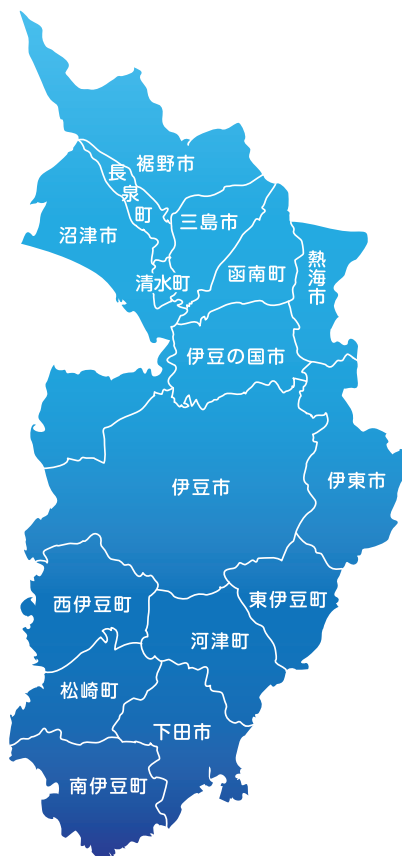 裾野市
長泉町
三島市
沼津市
清水町
函南町
熱海市
伊豆の国市
伊豆市
伊東市
西伊豆町
東伊豆町
河津町
松崎町
下田市
南伊豆町